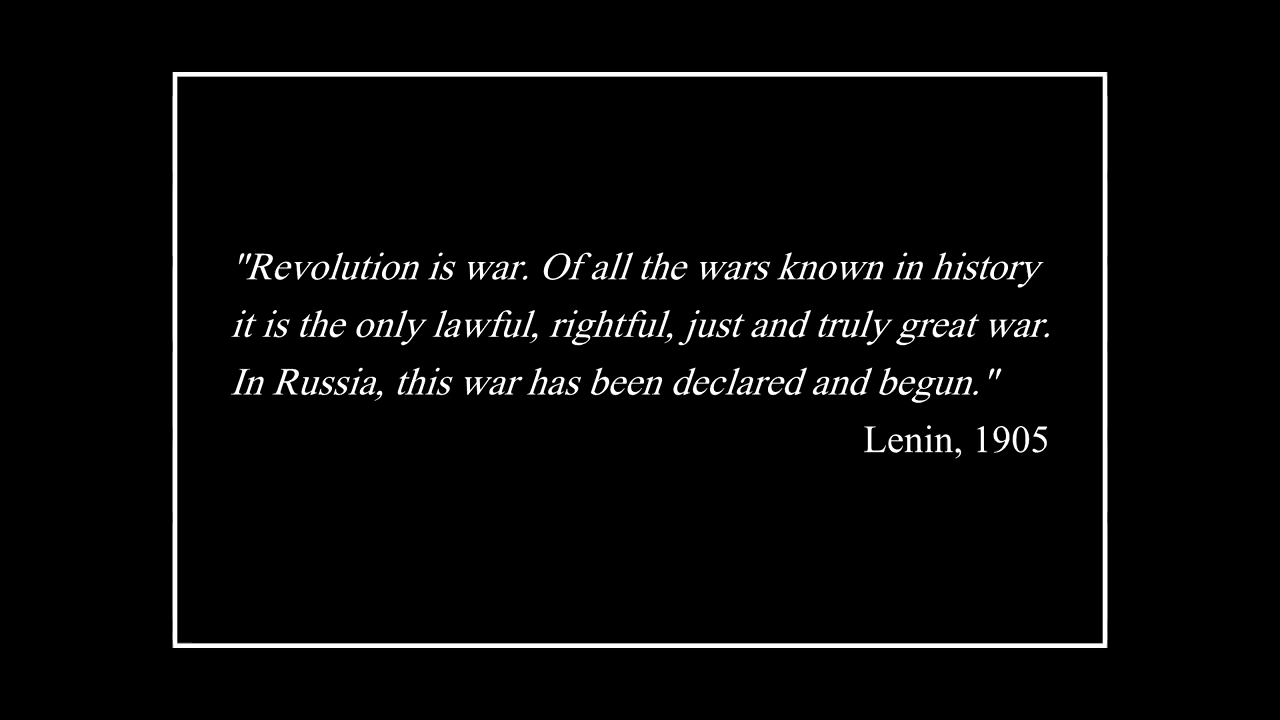 "Revolution is war. Of all the wars known in history
it is the only lawful, rightful, just and truly great war.
In Russia, this war has been declared and begun."
Lenin, 1905